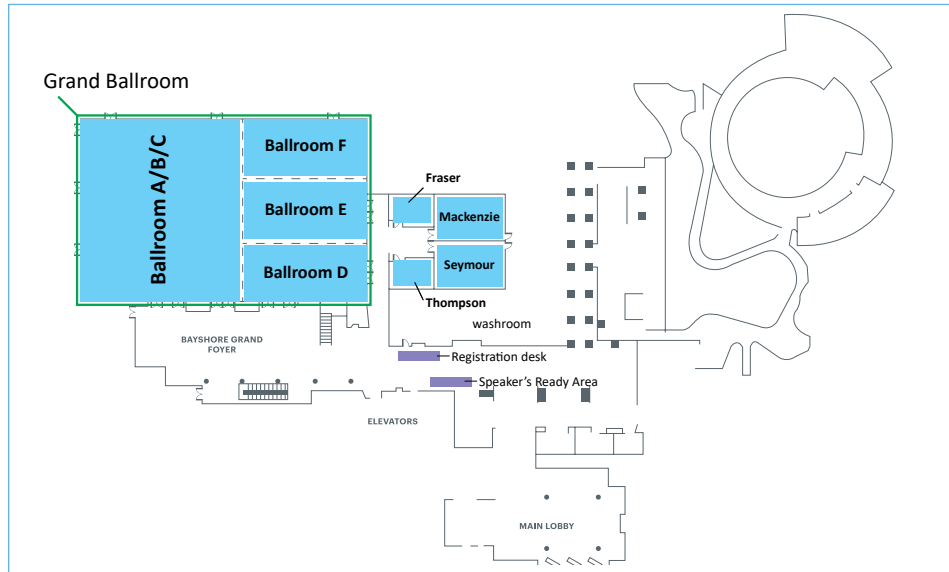 Grand Ballroom
Ballroom A/B/C
Ballroom F
Ballroom E
Ballroom D
Fraser
Mackenzie
Seymour
Thompson
washroom
BAYSHORE GRAND
FOYER
Registration desk
Speaker's Ready Area
ELEVATORS
MAIN LOBBY